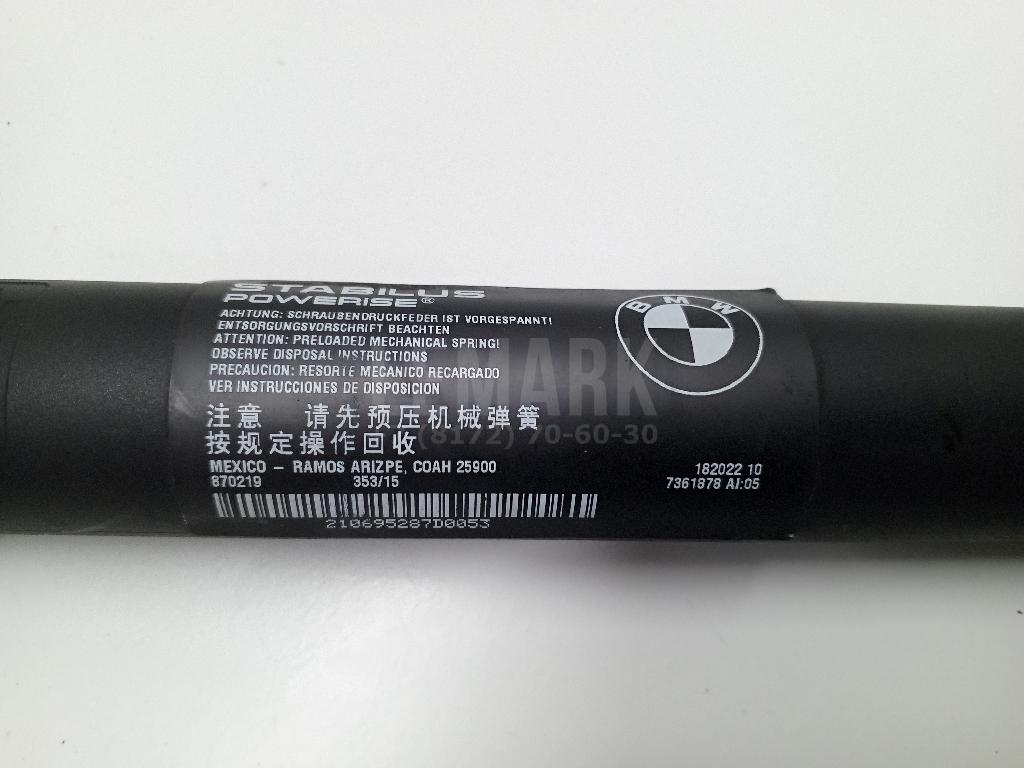 STABILUS
POWERISE®
ACHTUNG: SCHRAUBENDRUCKFEDER IST VORGESPANNT!
ENTSORGUNGSVORSCHRIFT BEACHTEN
ATTENTION: PRELOADED MECHANICAL SPRING!
OBSERVE DISPOSAL INSTRUCTIONS
PRECAUCION: RESORTE MECANICO RECARGADO
VER INSTRUCCIONES DE DISPOSICION
注意 请先预压机械弹簧
按规定操作回收
MEXICO – RAMOS ARIZPE, COAH 25900
870219 353/15
210695287D0053
BMW
182022 10
7361878 AI:05
MARK
(8172) 70-60-30